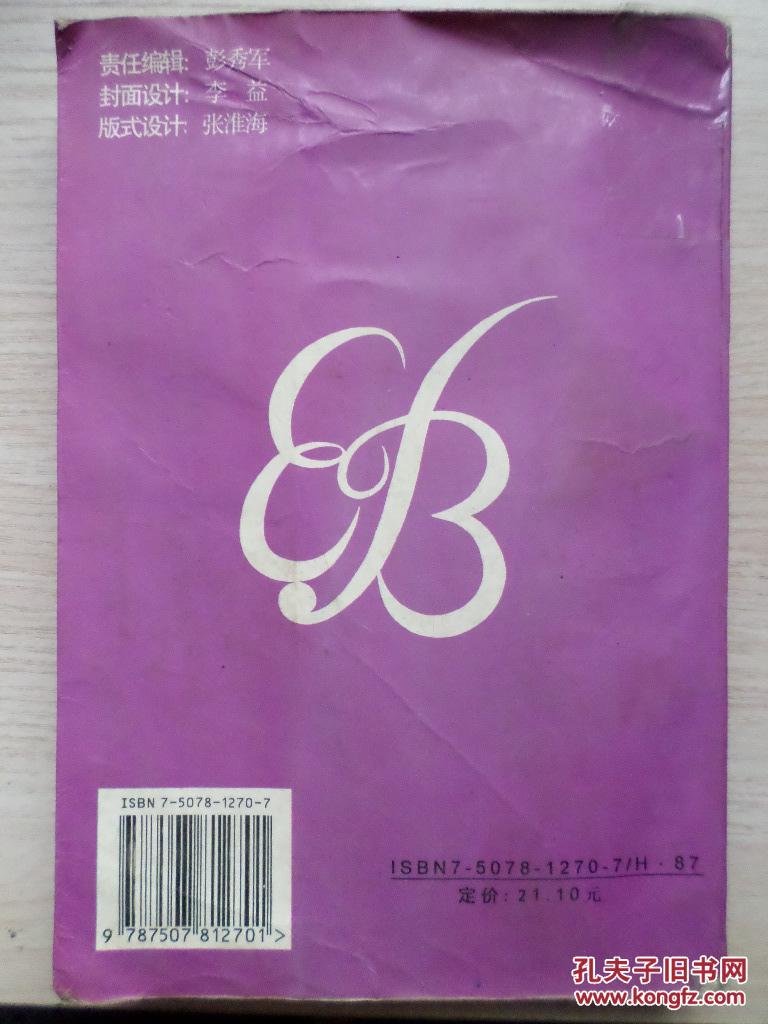 责任编辑: 彭秀军
封面设计: 李 益
版式设计: 张淮海
EB
ISBN 7-5078-1270-7
9 787507 812701 >
ISBN7-5078-1270-7/H·87
定价: 21.10元
孔夫子旧书网
www.kongfz.com